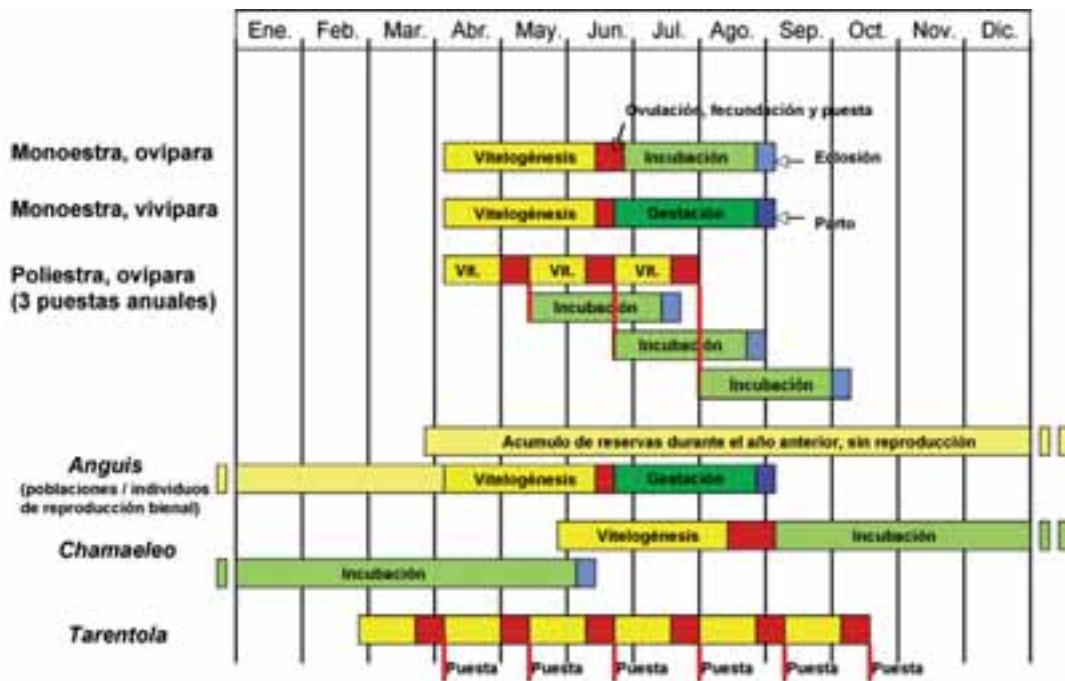 Ene. Feb. Mar. Abr. May. Jun. Jul. Ago. Sep. Oct. Nov. Dic.
Ovulación, fecundación y puesta
Monoestra, ovípara
Vitelogénesis
Incubación
Eclosión
Monoestra, vivípara
Vitelogénesis
Gestación
Parto
Poliestra, ovípara
(3 puestas anuales)
Vit. Vit. Vit.
Incubación
Incubación
Incubación
Acumulo de reservas durante el año anterior, sin reproducción
Anguis
(poblaciones / individuos
de reproducción bienal)
Vitelogénesis
Gestación
Chamaeleo
Vitelogénesis
Incubación
Incubación
Tarentola
Puesta Puesta Puesta Puesta Puesta Puesta